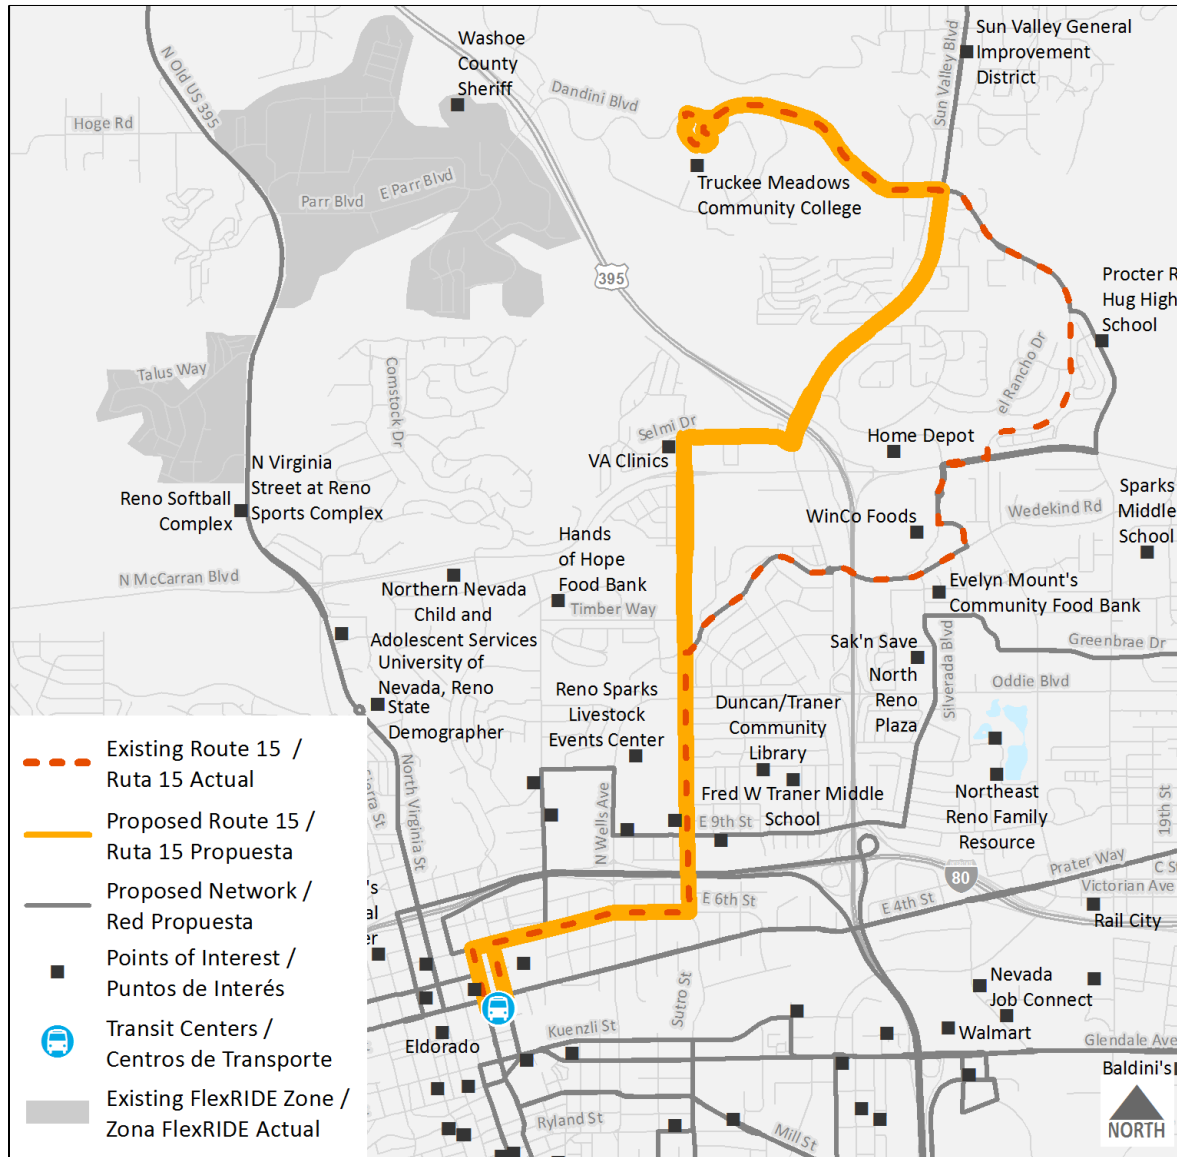 Washoe
County
Sheriff
Sun Valley General
Improvement
District
N Old US 395
Dandini Blvd
Sun Valley Blvd
Hoge Rd
Truckee Meadows
Community College
E Parr Blvd
Parr Blvd
395
Procter R
Hug High
School
Talus Way
Comstock Dr
el Rancho Dr
Selmi Dr
VA Clinics
Home Depot
N Virginia
Street at Reno
Sports Complex
Reno Softball
Complex
WinCo Foods
Wedekind Rd
Sparks
Middle
School
Hands
of Hope
Food Bank
N McCarran Blvd
Timber Way
Northern Nevada
Child and
Adolescent Services
Evelyn Mount's
Community Food Bank
Sak'n Save
Silverada Blvd
Greenbrae Dr
University of
Nevada, Reno
State
Demographer
North
Reno
Plaza
Oddie Blvd
Reno Sparks
Livestock
Events Center
Duncan/Traner
Community
Library
Fred W Traner Middle
School
Northeast
Reno Family
Resource
19th St
North Virginia St
Sierra St
N Wells Ave
E 9th St
Prater Way
C St
80
Victorian Ave
E 6th St
E 4th St
Rail City
's
al
er
Sutro St
Nevada
Job Connect
Walmart
Kuenzli St
Eldorado
Glendale Ave
Baldini's
Ryland St
Mill St
NORTH
Existing Route 15 /
Ruta 15 Actual
Proposed Route 15 /
Ruta 15 Propuesta
Proposed Network /
Red Propuesta
Points of Interest /
Puntos de Interés
Transit Centers /
Centros de Transporte
Existing FlexRIDE Zone /
Zona FlexRIDE Actual